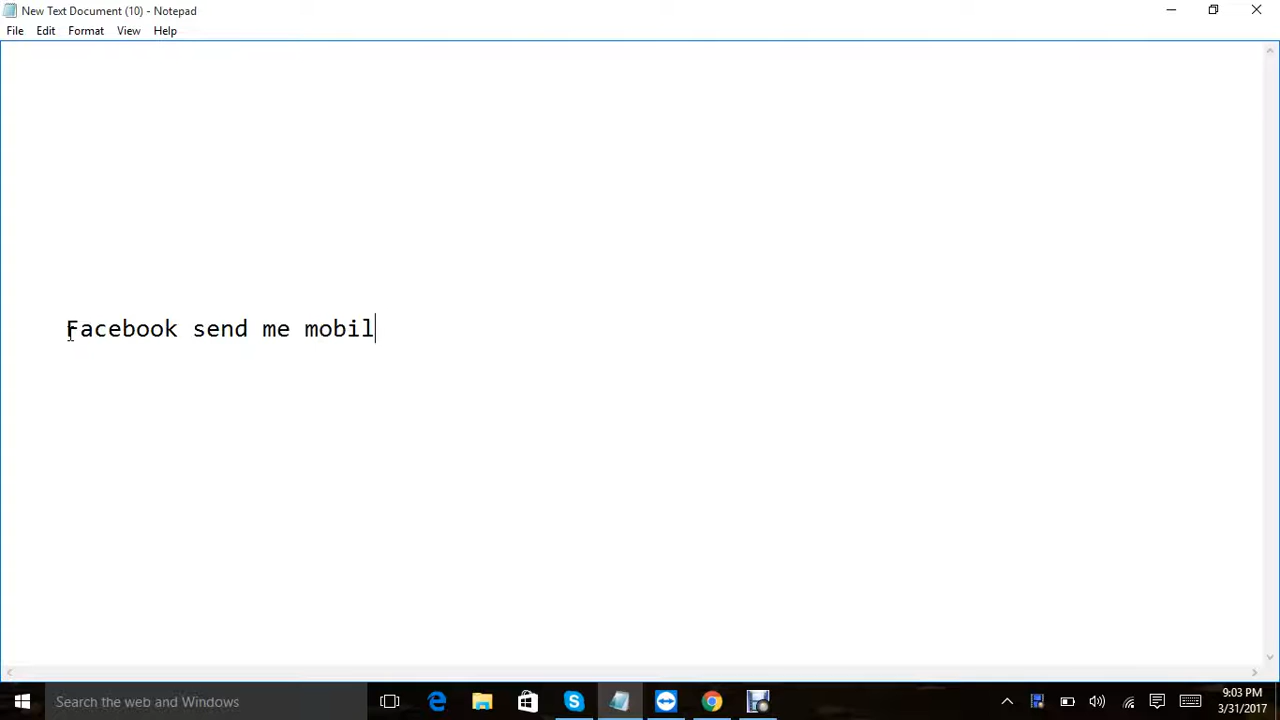 New Text Document (10) - Notepad
File Edit Format View Help
Facebook send me mobil
Search the web and Windows
9:03 PM
3/31/2017